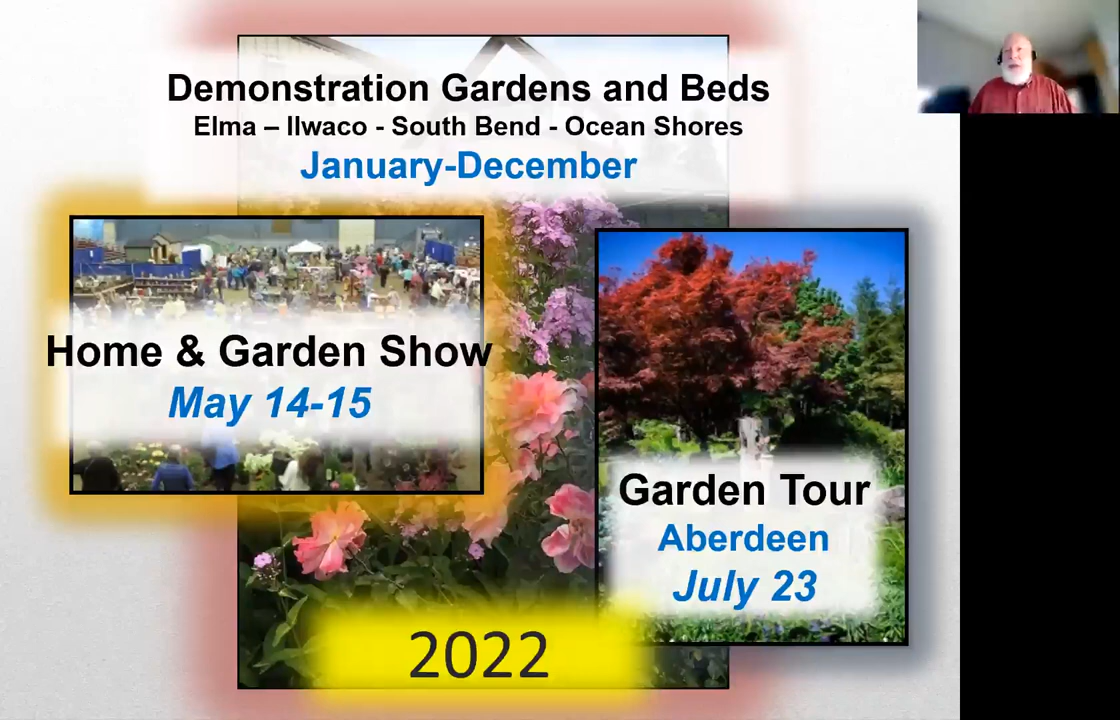 Demonstration Gardens and Beds
Elma – Ilwaco - South Bend - Ocean Shores
January-December
Home & Garden Show
May 14-15
Garden Tour
Aberdeen
July 23
2022